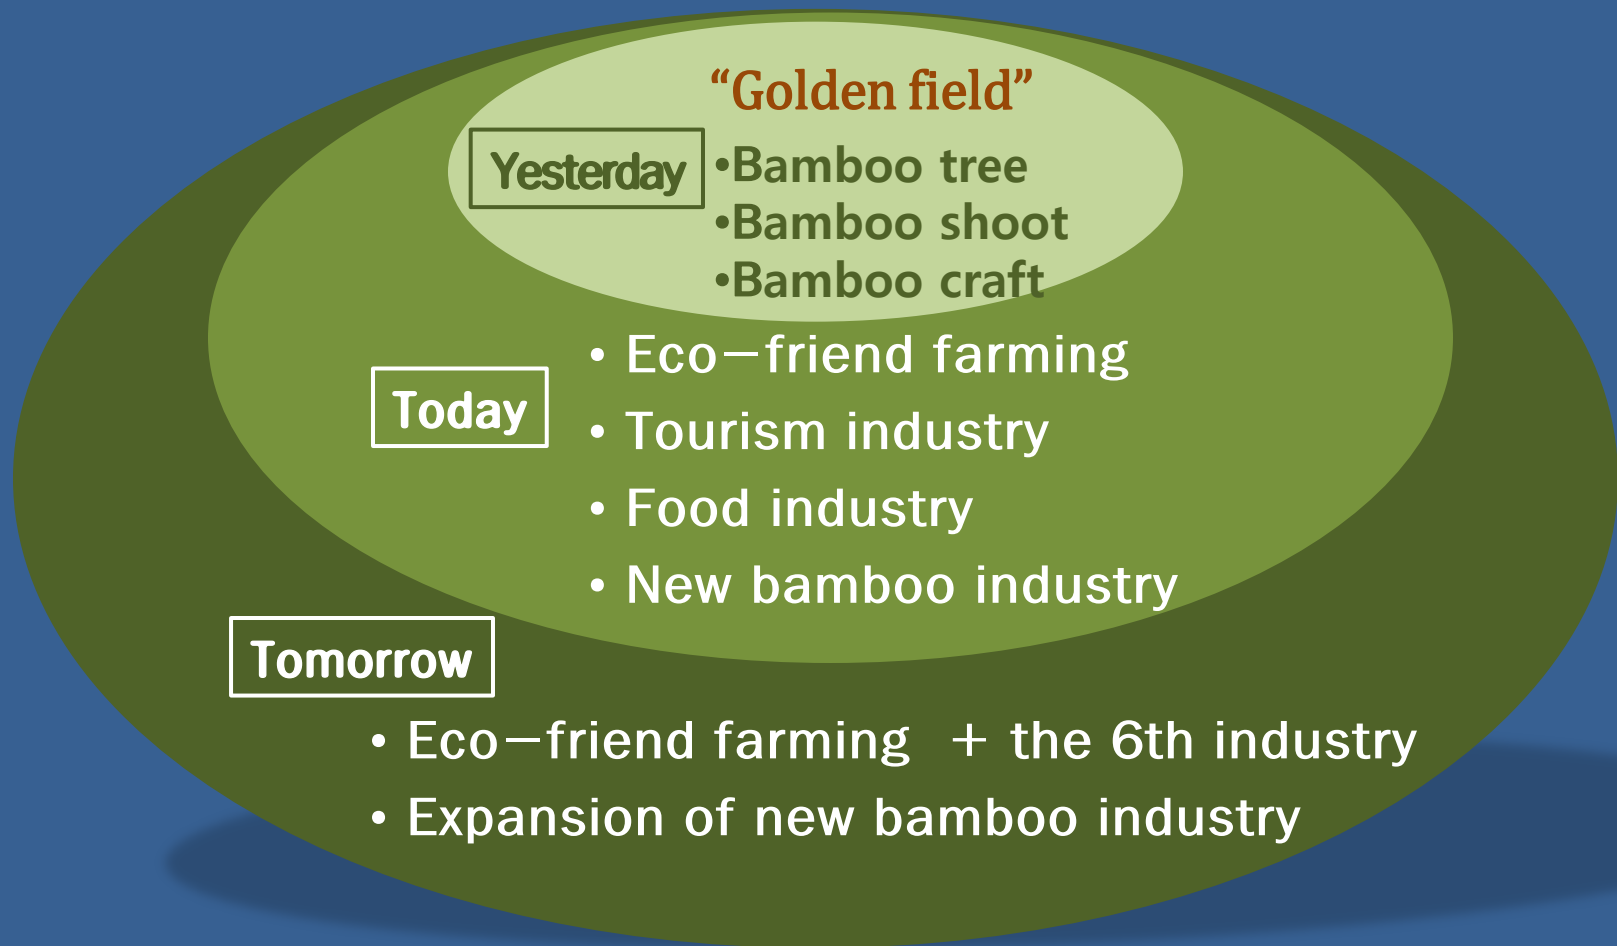 “Golden field”
Yesterday
•Bamboo tree
•Bamboo shoot
•Bamboo craft
Today
• Eco-friend farming
• Tourism industry
• Food industry
• New bamboo industry
Tomorrow
• Eco-friend farming + the 6th industry
• Expansion of new bamboo industry